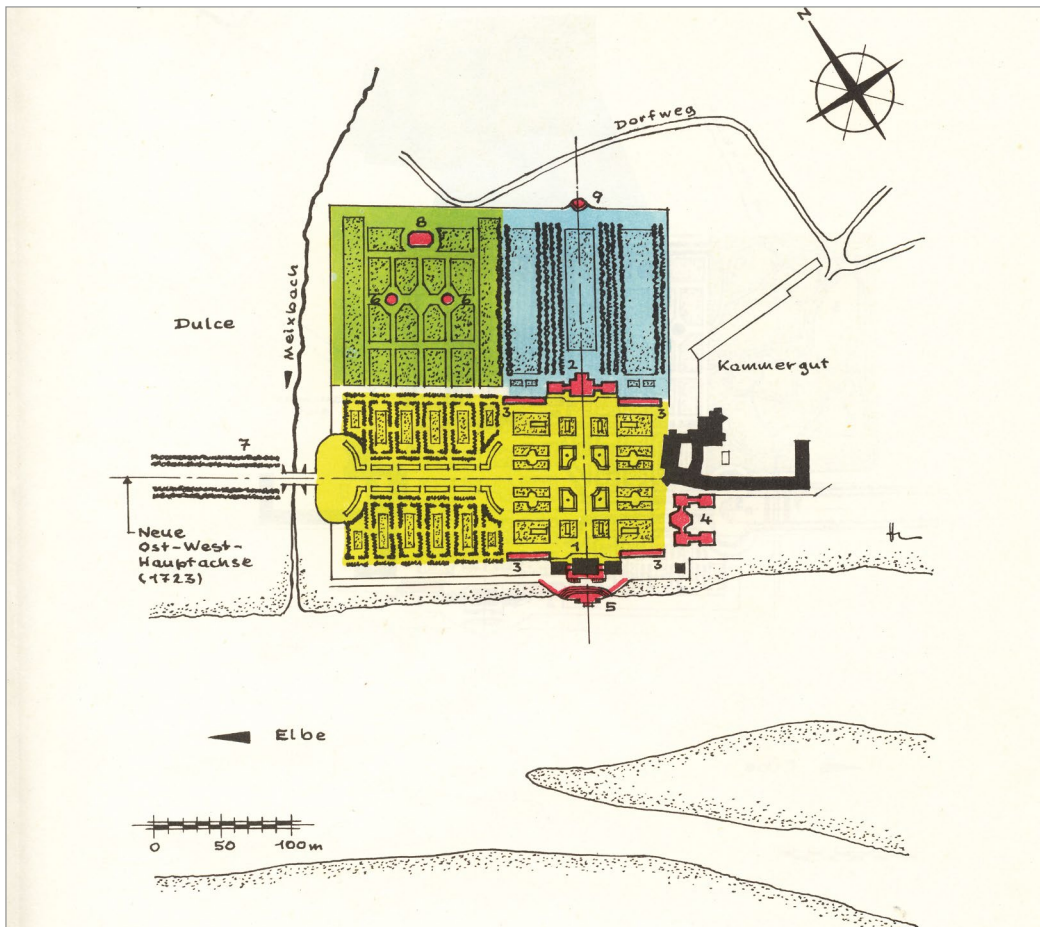 N
Dorfweg
9
8
Meixbach
6
6
Dulce
Kammergut
2
3
3
7
4
1
Neue
Ost-West-
Hauptachse
(1723)
3
3
5
Elbe
0 50 100m